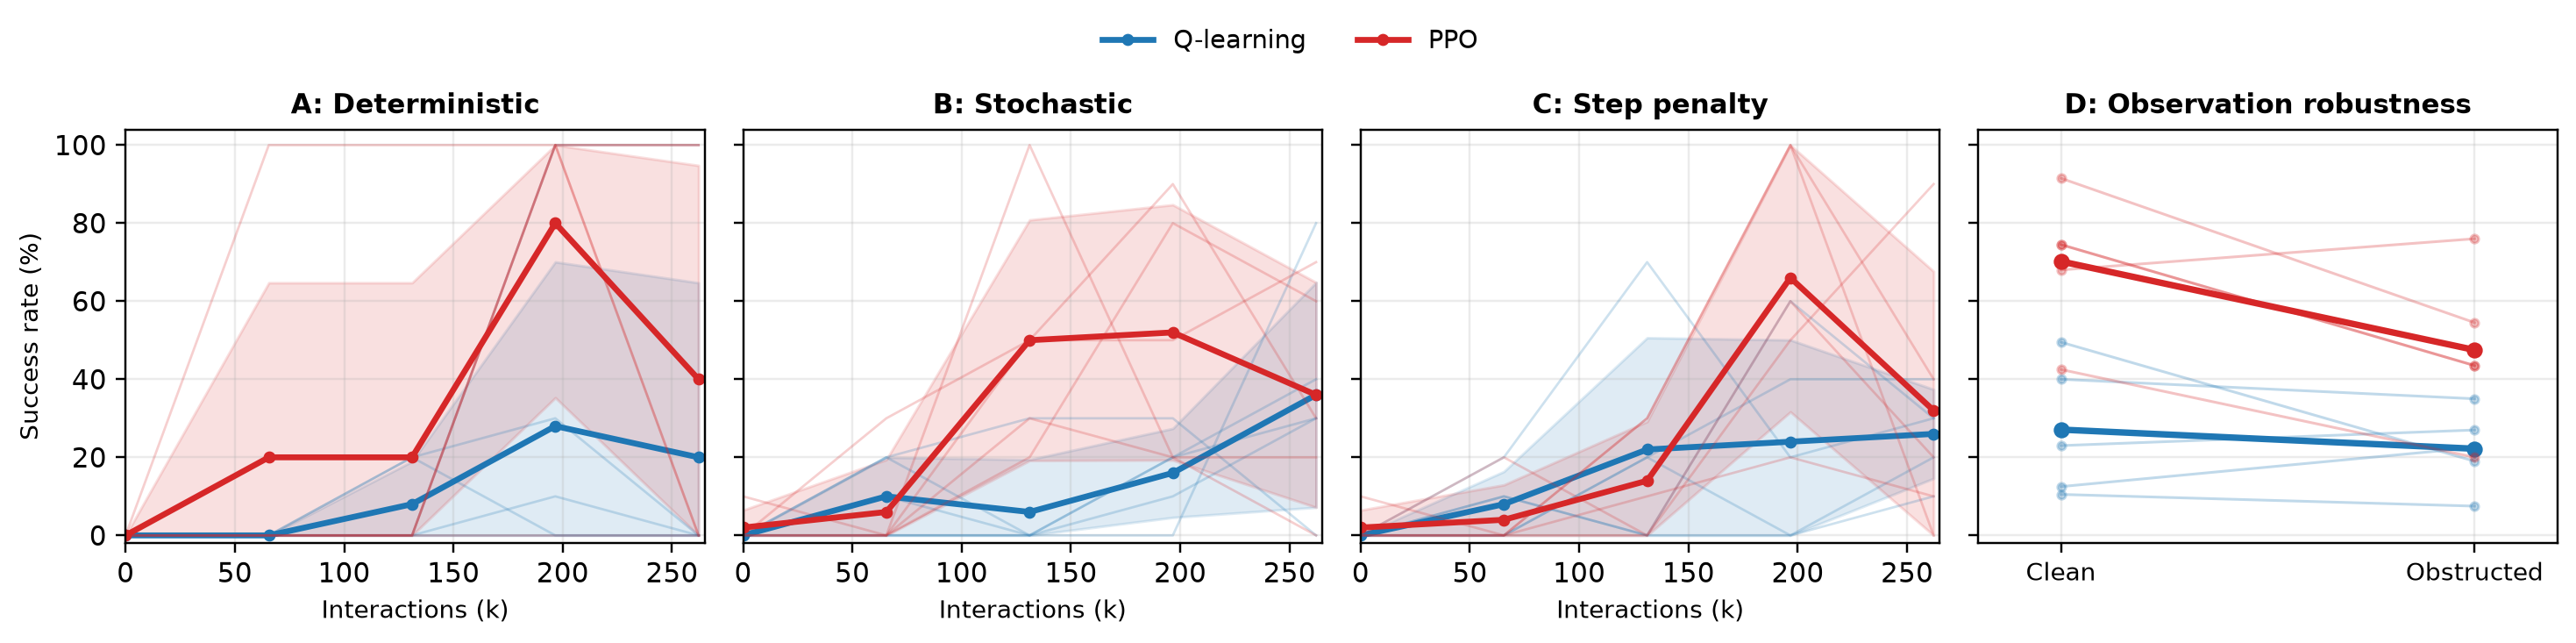 Q-learning PPO
A: Deterministic
B: Stochastic
C: Step penalty
D: Observation robustness
Success rate (%)
100
80
60
40
20
0
0 50 100 150 200 250
0 50 100 150 200 250
0 50 100 150 200 250
Clean Obstructed
Interactions (k)
Interactions (k)
Interactions (k)